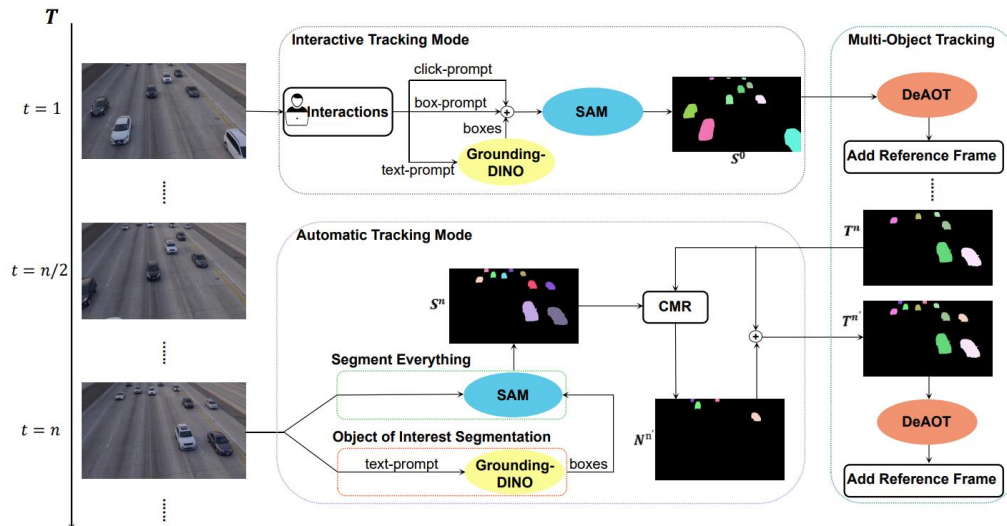 T
Interactive Tracking Mode
Multi-Object Tracking
click-prompt
t = 1
Interactions
box-prompt
SAM
DeAOT
boxes
Grounding-
DINO
text-prompt
S⁰
Add Reference Frame
Automatic Tracking Mode
Tⁿ
t = n/2
Sⁿ
CMR
Tⁿ′
Segment Everything
SAM
t = n
Nⁿ′
DeAOT
Object of Interest Segmentation
text-prompt
Grounding-
DINO
boxes
Add Reference Frame